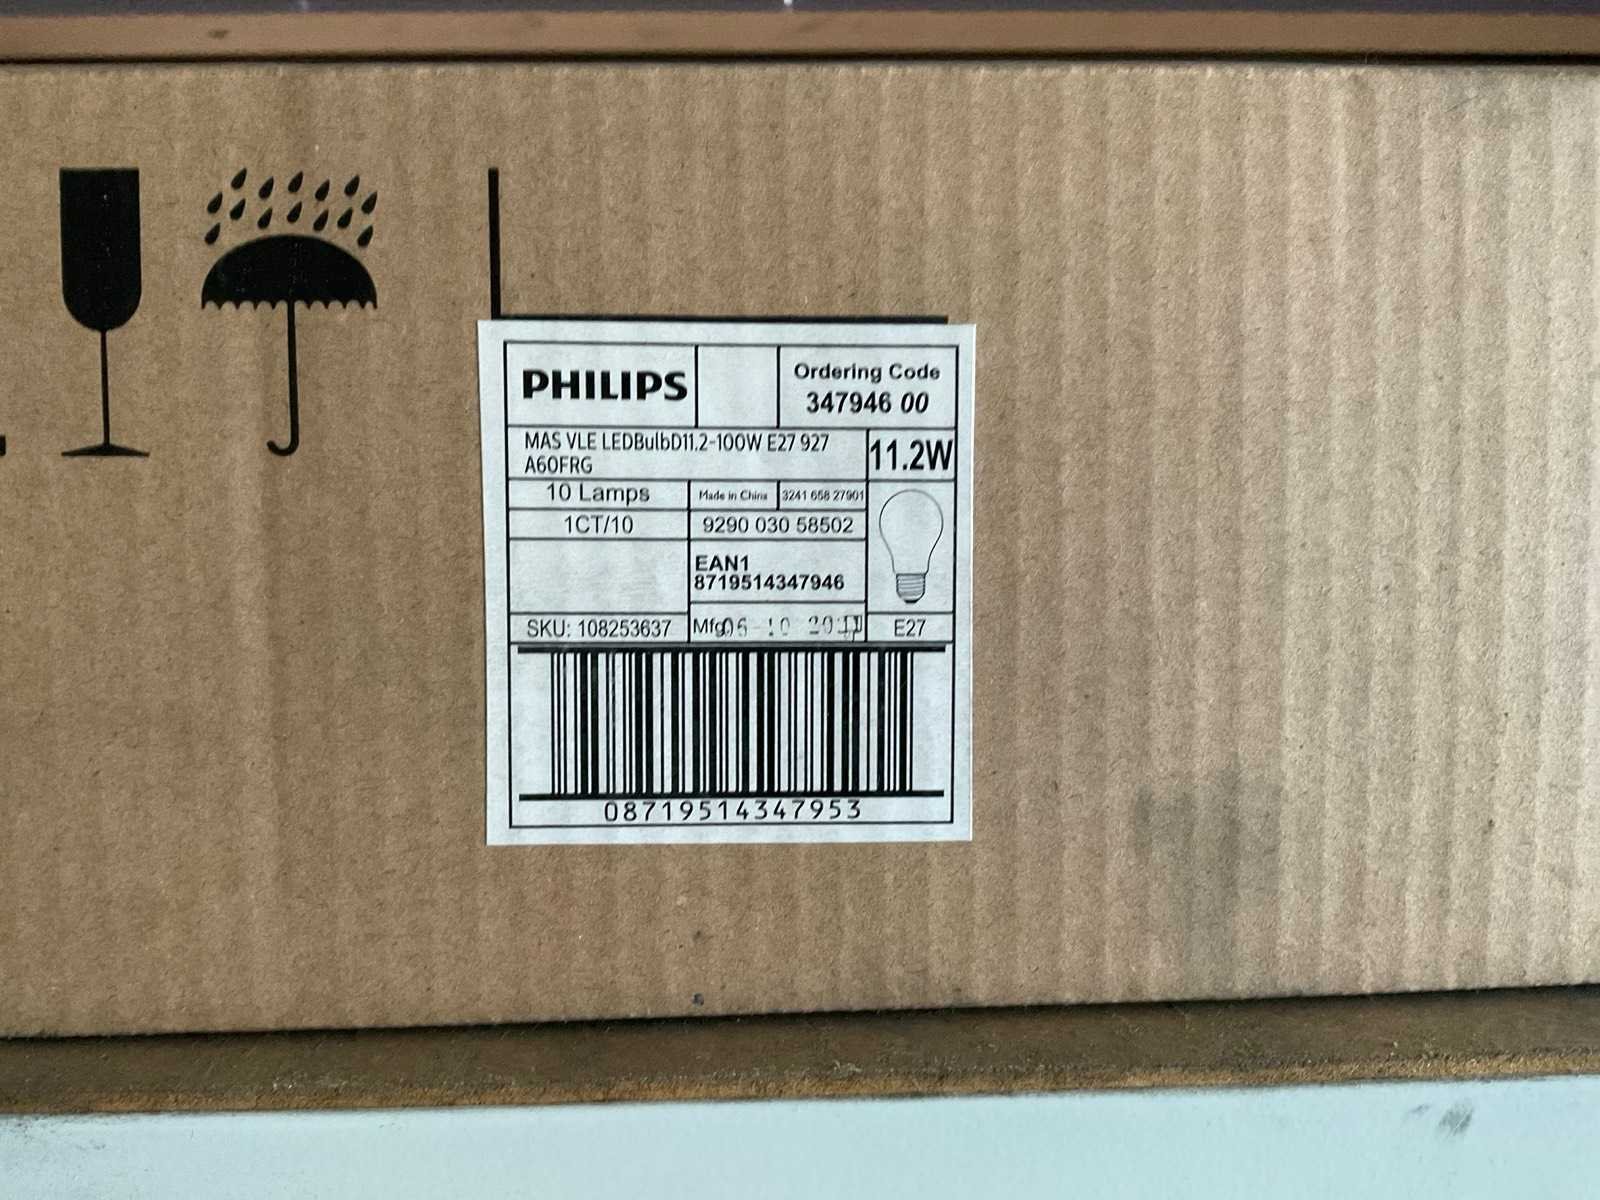 PHILIPS
Ordering Code
347946 00
MAS VLE LEDBulbD11.2-100W E27 927
A60FRG
11.2W
10 Lamps
Made in China
3241 658 27901
1CT/10
9290 030 58502
EAN1
8719514347946
SKU: 108253637
Mfg
E27
08719514347953